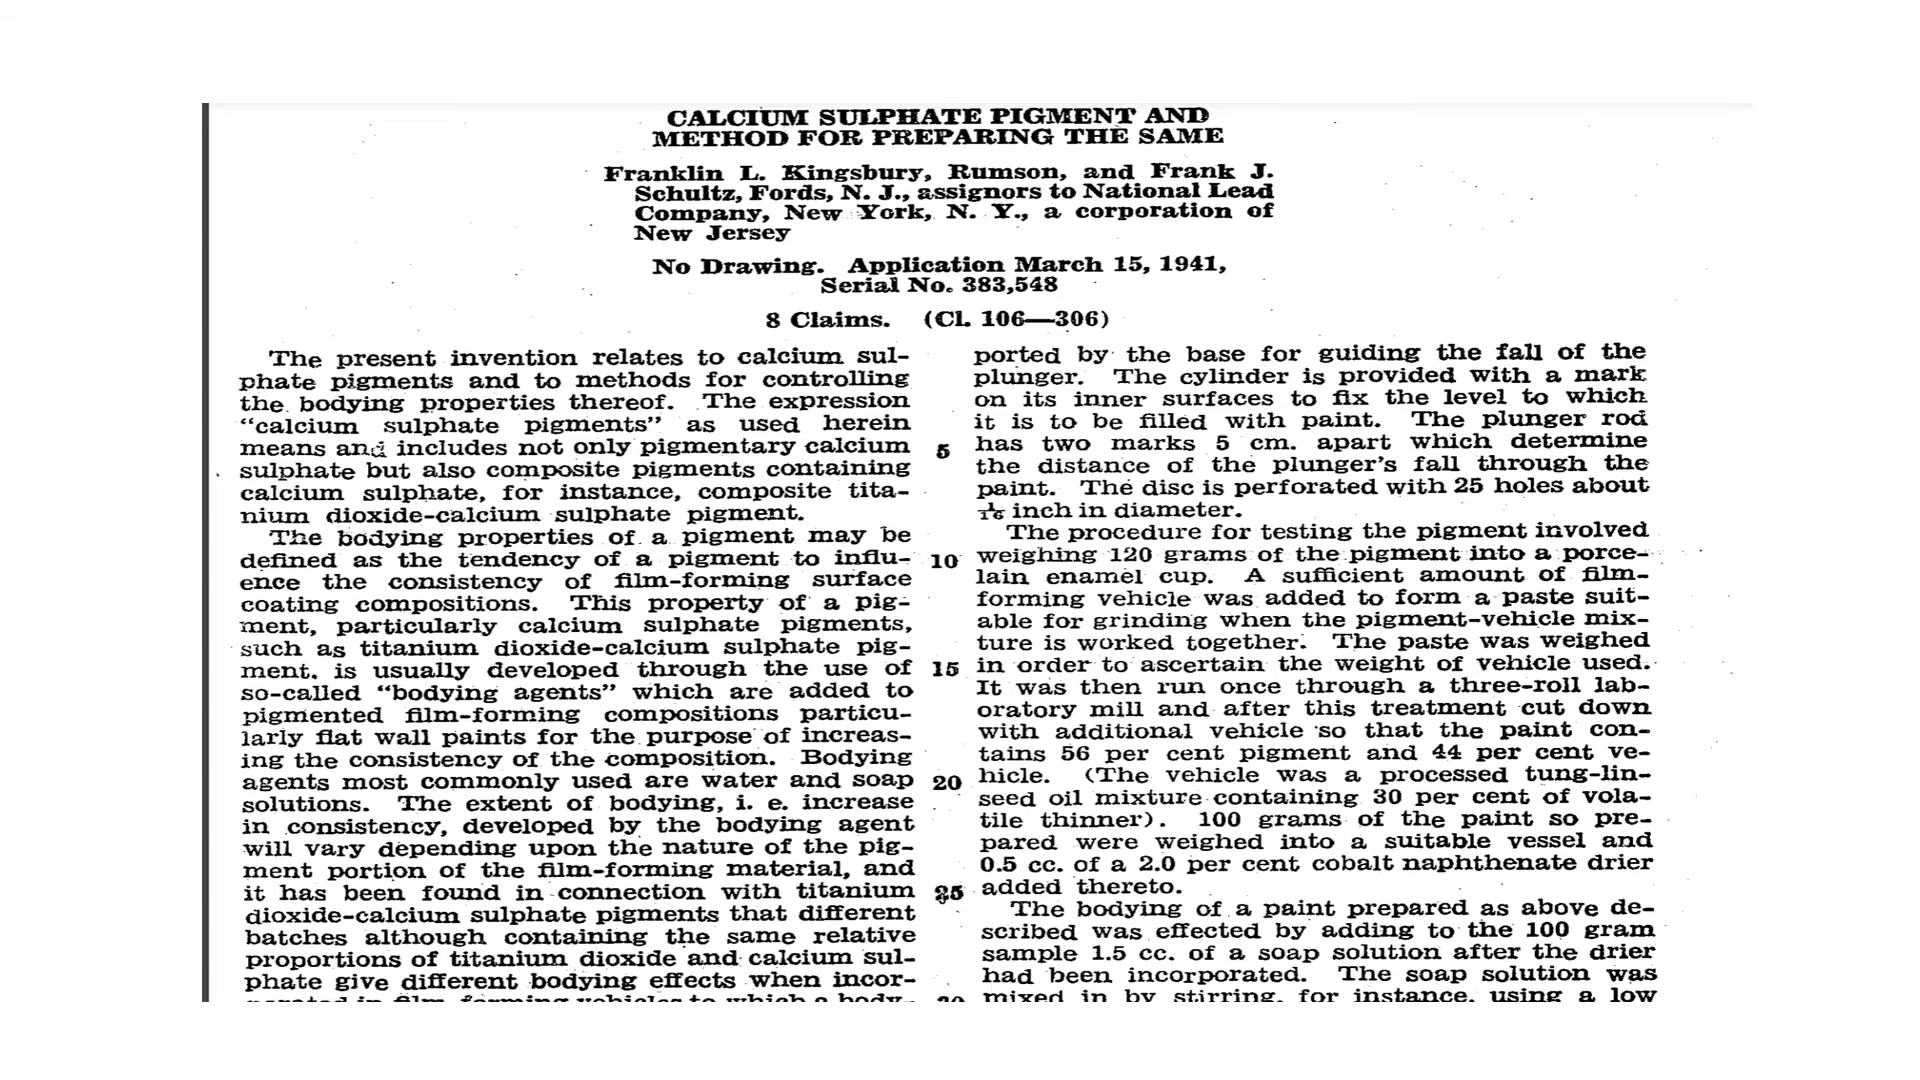 CALCIUM SULPHATE PIGMENT AND
METHOD FOR PREPARING THE SAME
Franklin L. Kingsbury, Rumson, and Frank J.
Schultz, Fords, N. J., assignors to National Lead
Company, New York, N. Y., a corporation of
New Jersey
No Drawing. Application March 15, 1941,
Serial No. 383,548
8 Claims. (Cl. 106—306)
The present invention relates to calcium sul-
phate pigments and to methods for controlling
the bodying properties thereof. The expression
“calcium sulphate pigments” as used herein
means and includes not only pigmentary calcium
sulphate but also composite pigments containing
calcium sulphate, for instance, composite tita-
nium dioxide-calcium sulphate pigment.
The bodying properties of a pigment may be
defined as the tendency of a pigment to influ-
ence the consistency of film-forming surface
coating compositions. This property of a pig-
ment, particularly calcium sulphate pigments,
such as titanium dioxide-calcium sulphate pig-
ment, is usually developed through the use of
so-called “bodying agents” which are added to
pigmented film-forming compositions particu-
larly flat wall paints for the purpose of increas-
ing the consistency of the composition. Bodying
agents most commonly used are water and soap
solutions. The extent of bodying, i. e. increase
in consistency, developed by the bodying agent
will vary depending upon the nature of the pig-
ment portion of the film-forming material, and
it has been found in connection with titanium
dioxide-calcium sulphate pigments that different
batches although containing the same relative
proportions of titanium dioxide and calcium sul-
phate give different bodying effects when incor-
porated in film-forming vehicles to which a body-
5
10
15
20
25
30
ported by the base for guiding the fall of the
plunger. The cylinder is provided with a mark
on its inner surfaces to fix the level to which
it is to be filled with paint. The plunger rod
has two marks 5 cm. apart which determine
the distance of the plunger's fall through the
paint. The disc is perforated with 25 holes about
1/16 inch in diameter.
The procedure for testing the pigment involved
weighing 120 grams of the pigment into a porce-
lain enamel cup. A sufficient amount of film-
forming vehicle was added to form a paste suit-
able for grinding when the pigment-vehicle mix-
ture is worked together. The paste was weighed
in order to ascertain the weight of vehicle used.
It was then run once through a three-roll lab-
oratory mill and after this treatment cut down
with additional vehicle so that the paint con-
tains 56 per cent pigment and 44 per cent ve-
hicle. (The vehicle was a processed tung-lin-
seed oil mixture containing 30 per cent of vola-
tile thinner). 100 grams of the paint so pre-
pared were weighed into a suitable vessel and
0.5 cc. of a 2.0 per cent cobalt naphthenate drier
added thereto.
The bodying of a paint prepared as above de-
scribed was effected by adding to the 100 gram
sample 1.5 cc. of a soap solution after the drier
had been incorporated. The soap solution was
mixed in by stirring, for instance, using a low